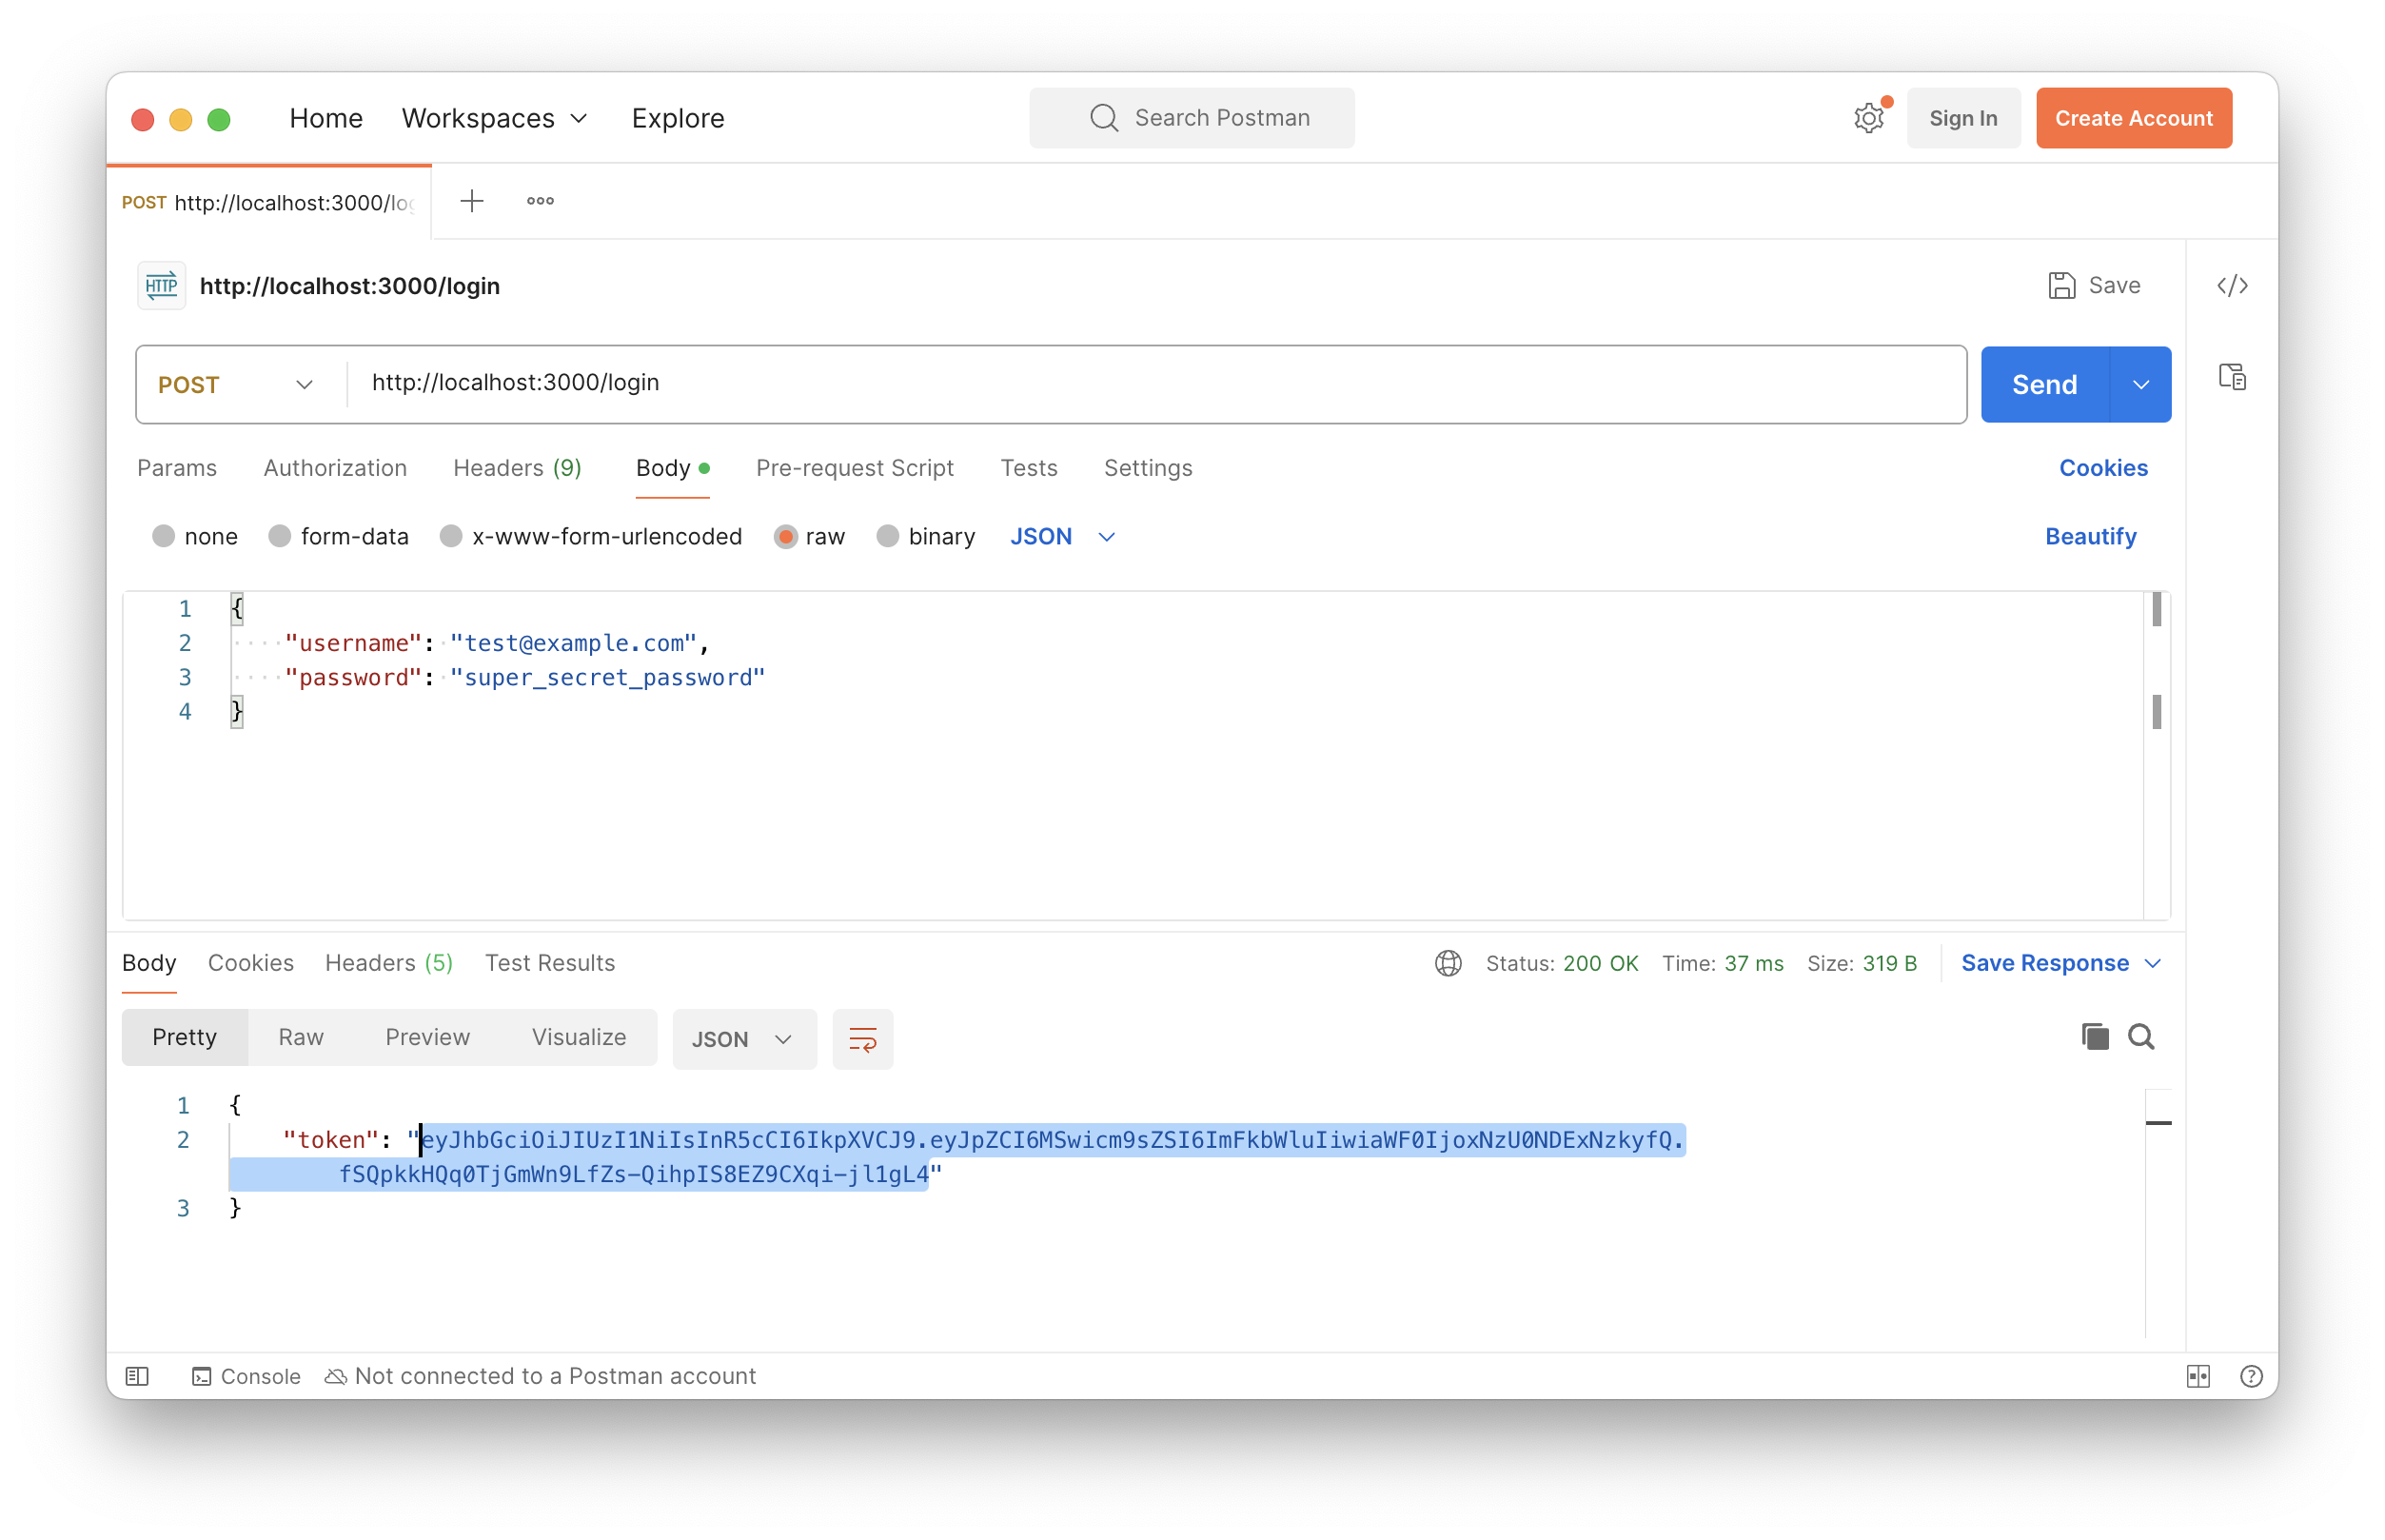 Home Workspaces Explore Search Postman Sign In Create Account
POST http://localhost:3000/log
HTTP http://localhost:3000/login Save
POST http://localhost:3000/login Send
Params Authorization Headers (9) Body Pre-request Script Tests Settings Cookies
none form-data x-www-form-urlencoded raw binary JSON Beautify
1 {
2 "username": "test@example.com",
3 "password": "super_secret_password"
4 }
Body Cookies Headers (5) Test Results Status: 200 OK Time: 37 ms Size: 319 B Save Response
Pretty Raw Preview Visualize JSON
1 {
2 "token": "eyJhbGciOiJIUzI1NiIsInR5cCI6IkpXVCJ9.eyJpZCI6MSwicm9sZSI6ImFkbWluIiwiaWF0IjoxNzU0NDExNzkyfQ.
fSQpkkHQq0TjGmWn9LfZs-QihpIS8EZ9CXqi-jl1gL4"
3 }
Console Not connected to a Postman account